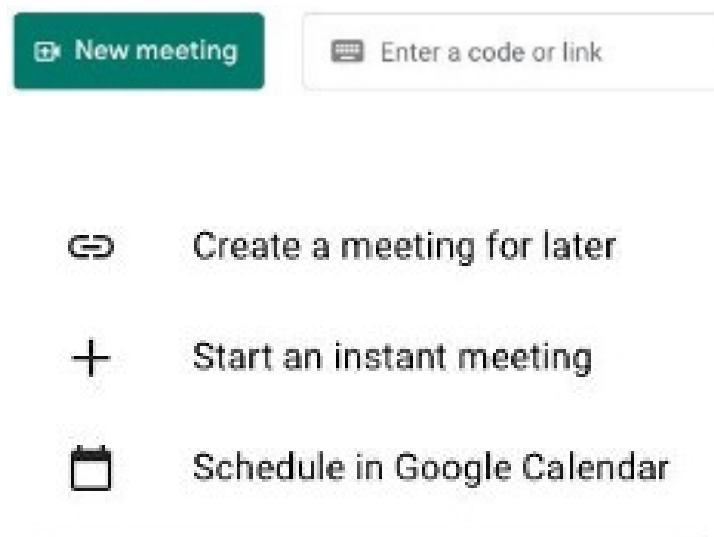 New meeting
Enter a code or link
Create a meeting for later
Start an instant meeting
Schedule in Google Calendar